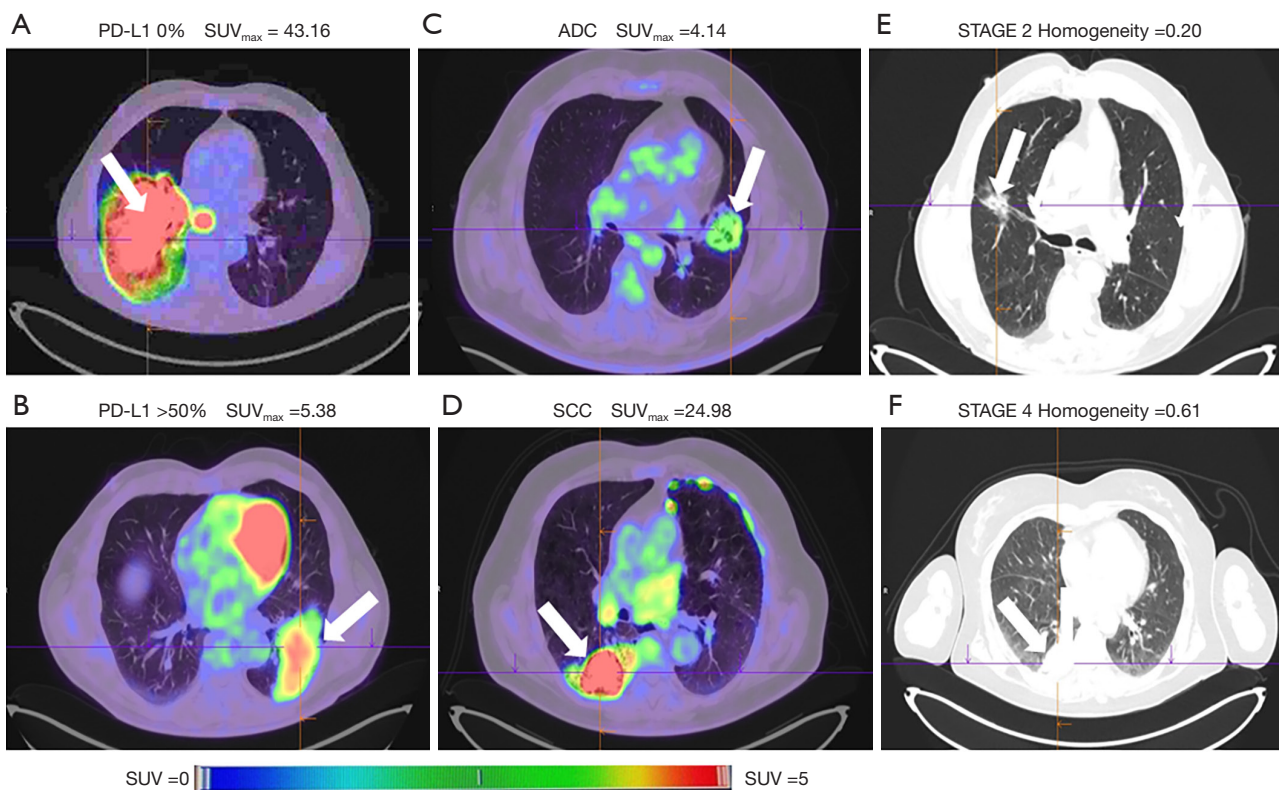 A PD-L1 0% SUVmax = 43.16
C ADC SUVmax =4.14
E STAGE 2 Homogeneity =0.20
B PD-L1 >50% SUVmax =5.38
D SCC SUVmax =24.98
F STAGE 4 Homogeneity =0.61
SUV =0 SUV =5